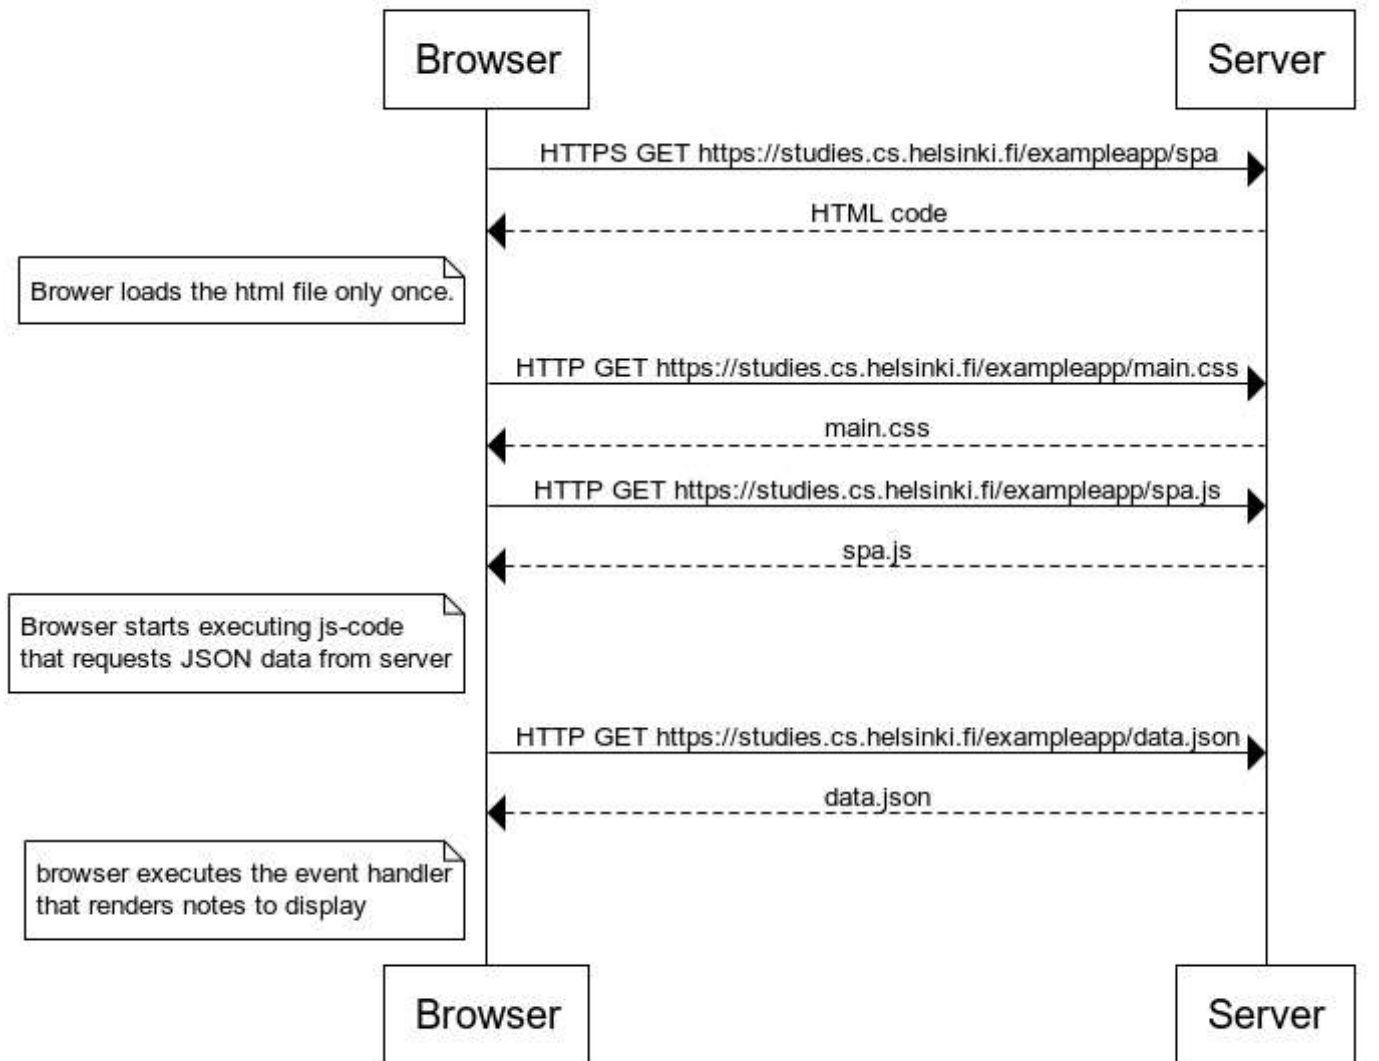 Browser
Server
HTTPS GET https://studies.cs.helsinki.fi/exampleapp/spa
HTML code
Brower loads the html file only once.
HTTP GET https://studies.cs.helsinki.fi/exampleapp/main.css
main.css
HTTP GET https://studies.cs.helsinki.fi/exampleapp/spa.js
spa.js
Browser starts executing js-code
that requests JSON data from server
HTTP GET https://studies.cs.helsinki.fi/exampleapp/data.json
data.json
browser executes the event handler
that renders notes to display
Browser
Server